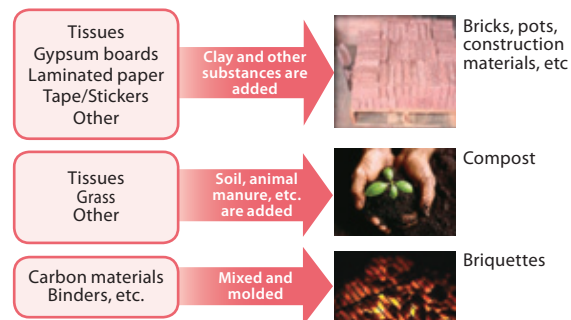 Tissues
Gypsum boards
Laminated paper
Tape/Stickers
Other
Clay and other
substances are
added
Bricks, pots,
construction
materials, etc
Tissues
Grass
Other
Soil, animal
manure, etc.
are added
Compost
Carbon materials
Binders, etc.
Mixed and
molded
Briquettes